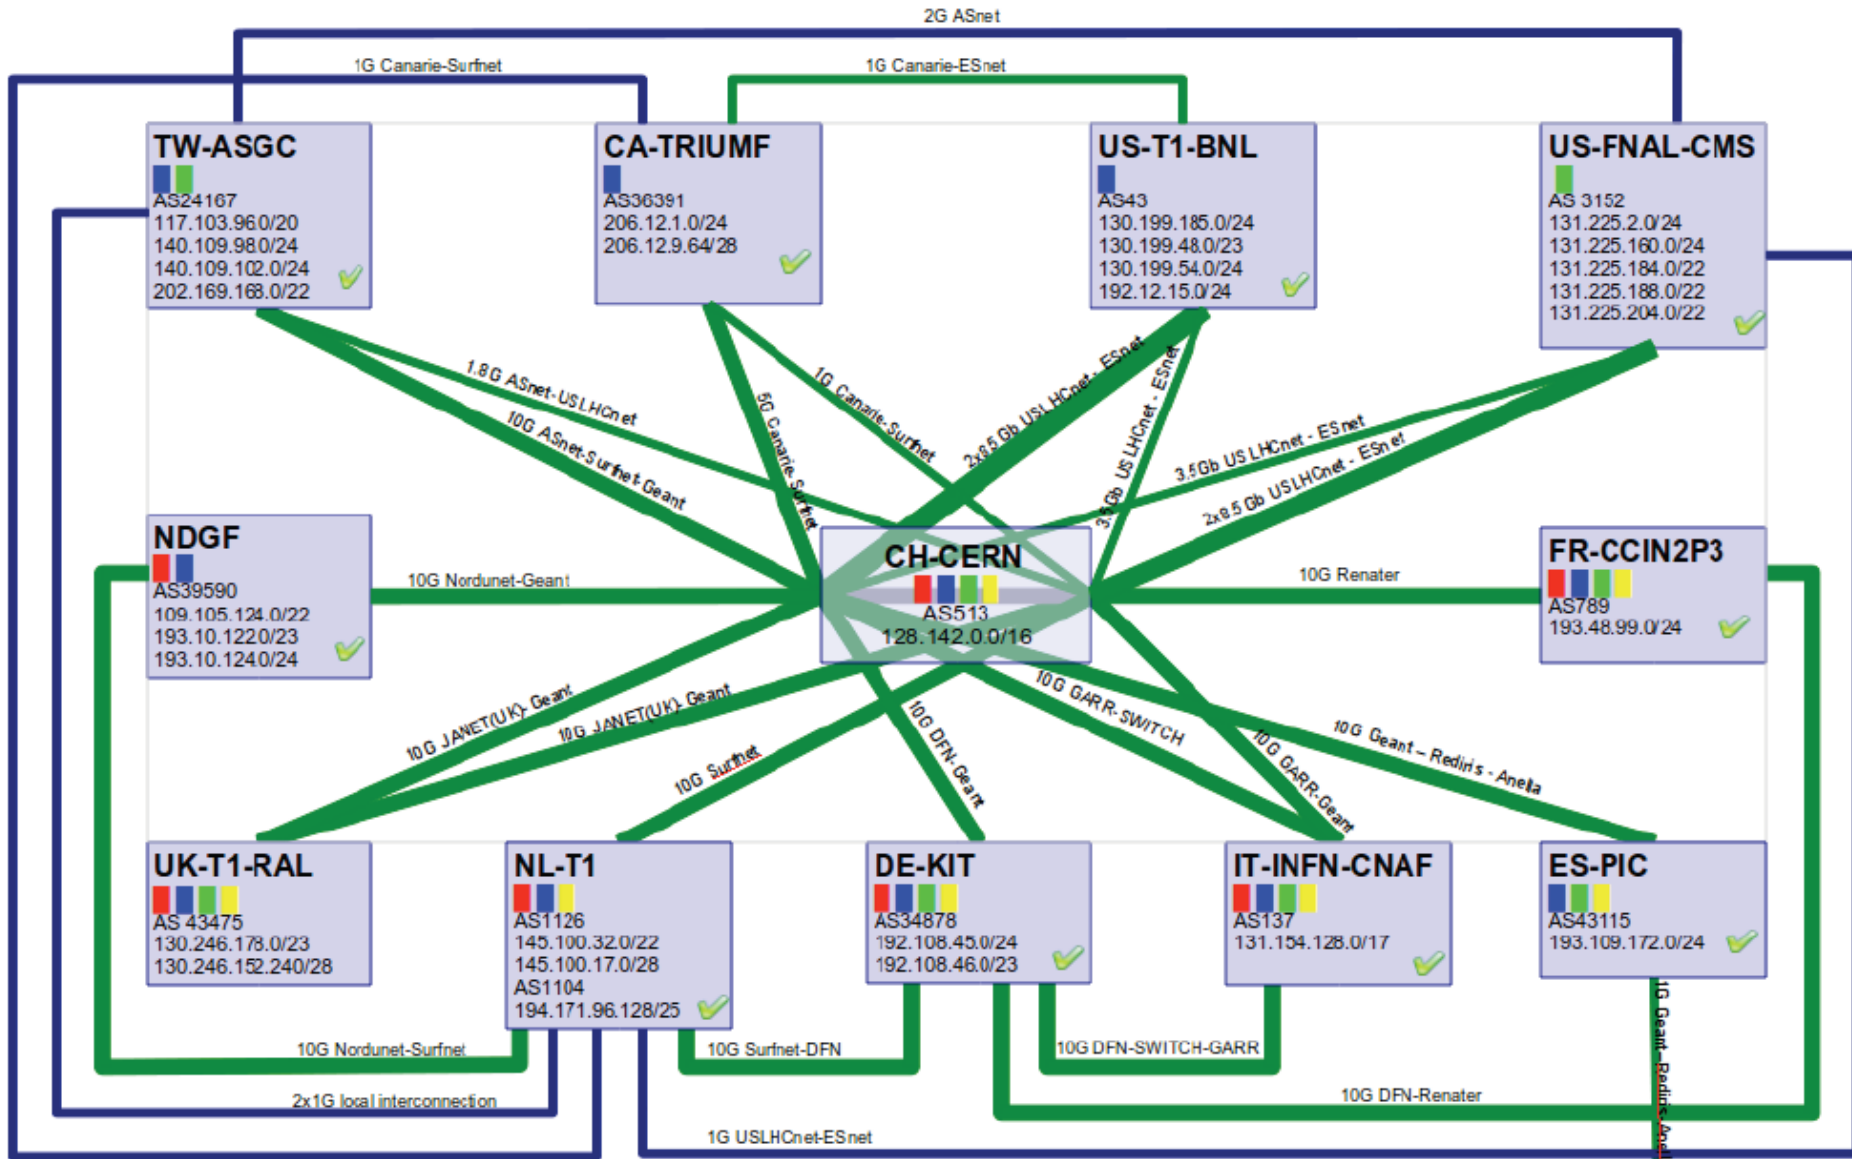 2G ASnet
1G Canarie-Surfnet
1G Canarie-ESnet
TW-ASGC
AS24167
117.103.96.0/20
140.109.98.0/24
140.109.102.0/24
202.169.168.0/22
CA-TRIUMF
AS36391
206.12.1.0/24
206.12.9.64/28
US-T1-BNL
AS43
130.199.185.0/24
130.199.48.0/23
130.199.54.0/24
192.12.15.0/24
US-FNAL-CMS
AS 3152
131.225.2.0/24
131.225.160.0/24
131.225.184.0/22
131.225.188.0/22
131.225.204.0/22
1.8G ASnet-USLHCnet
10G ASnet-Surfnet-Geant
5G Canarie-Surfnet
1G Canarie-Surfnet
2x8.5 Gb USLHCnet - ESnet
3.5Gb USLHCnet - ESnet
3.5Gb USLHCnet - ESnet
2x8.5 Gb USLHCnet - ESnet
NDGF
AS39590
109.105.124.0/22
193.10.122.0/23
193.10.124.0/24
10G Nordunet-Geant
CH-CERN
AS513
128.142.0.0/16
10G Renater
FR-CCIN2P3
AS789
193.48.99.0/24
10G JANET(UK)- Geant
10G JANET(UK)- Geant
10G Surfnet
10G DFN-Geant
10G GARR-SWITCH
10G GARR-Geant
10G Geant – Rediris - Anella
UK-T1-RAL
AS 43475
130.246.178.0/23
130.246.152.240/28
NL-T1
AS1126
145.100.32.0/22
145.100.17.0/28
AS1104
194.171.96.128/25
DE-KIT
AS34878
192.108.45.0/24
192.108.46.0/23
IT-INFN-CNAF
AS137
131.154.128.0/17
ES-PIC
AS43115
193.109.172.0/24
10G Nordunet-Surfnet
10G Surfnet-DFN
10G DFN-SWITCH-GARR
1G Geant–Rediris-Anell
2x1G local interconnection
10G DFN-Renater
1G USLHCnet-ESnet